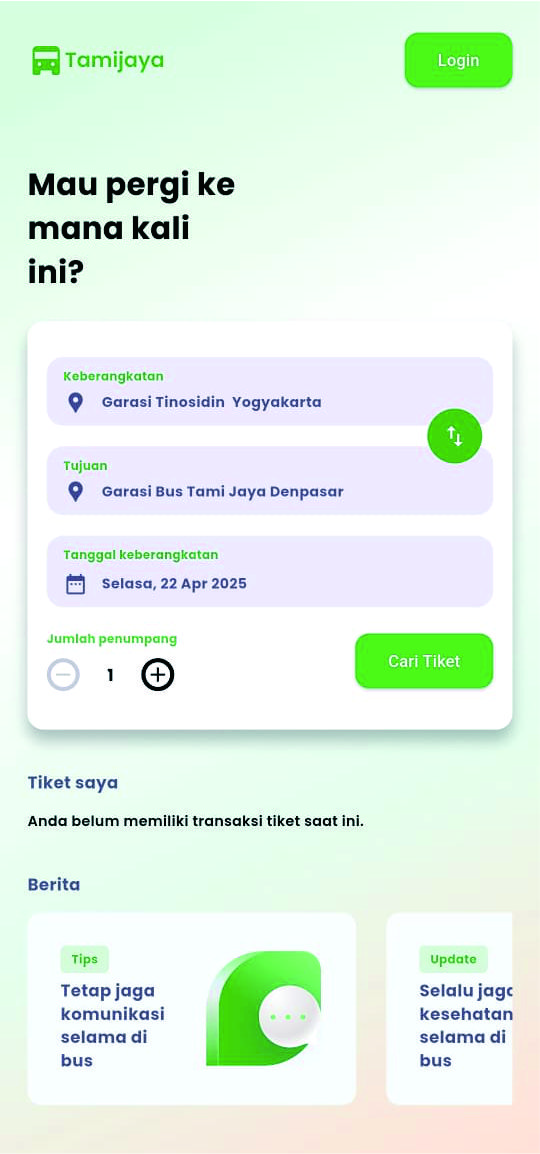 Tamijaya
Login
Mau pergi ke
mana kali
ini?
Keberangkatan
Garasi Tinosidin Yogyakarta
Tujuan
Garasi Bus Tami Jaya Denpasar
Tanggal keberangkatan
Selasa, 22 Apr 2025
Jumlah penumpang
1
Cari Tiket
Tiket saya
Anda belum memiliki transaksi tiket saat ini.
Berita
Tips
Tetap jaga
komunikasi
selama di
bus
Update
Selalu jaga
kesehatan
selama di
bus